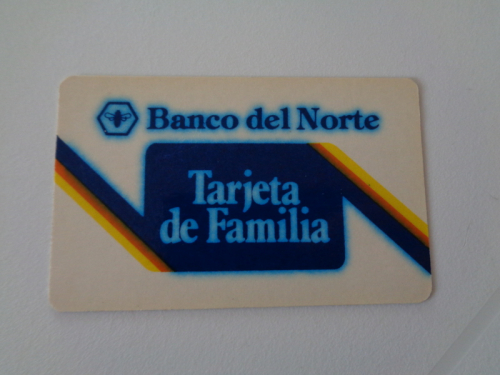 Banco del Norte
Tarjeta
de Familia